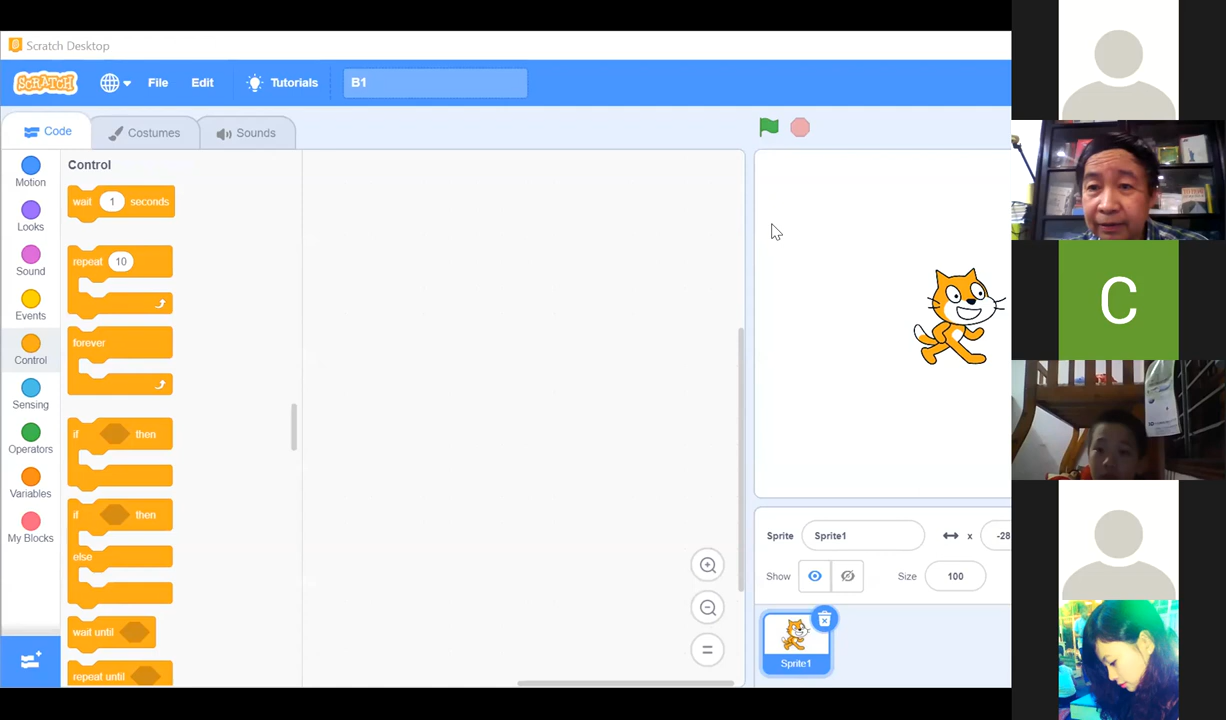 Scratch Desktop
SCRATCH File Edit Tutorials B1
Code Costumes Sounds
Motion
Looks
Sound
Events
Control
Sensing
Operators
Variables
My Blocks
Control
wait 1 seconds
repeat 10
forever
if then
if then
else
wait until
repeat until
Sprite Sprite1 x -28
Show Size 100
Sprite1
C